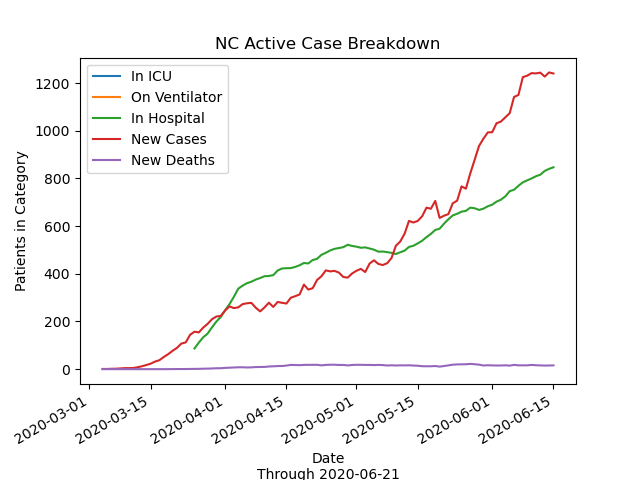 NC Active Case Breakdown
In ICU
On Ventilator
In Hospital
New Cases
New Deaths
Patients in Category
1200
1000
800
600
400
200
0
2020-03-01
2020-03-15
2020-04-01
2020-04-15
2020-05-01
2020-05-15
2020-06-01
2020-06-15
Date
Through 2020-06-21